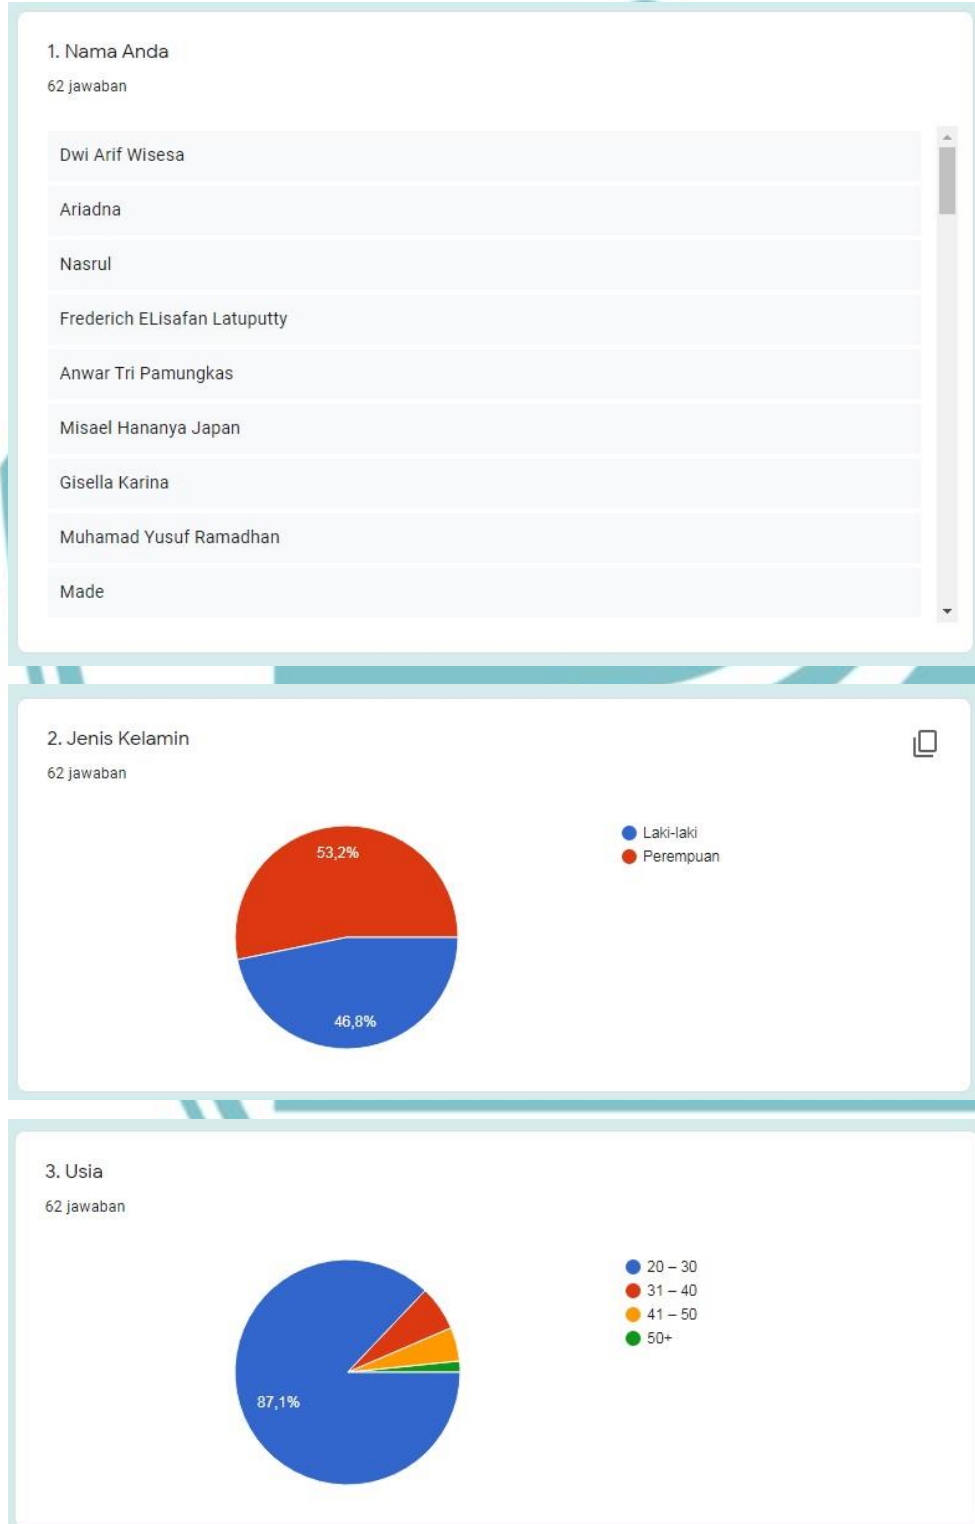 1. Nama Anda
62 jawaban
Dwi Arif Wisesa
Ariadna
Nasrul
Frederich ELisafan Latuputty
Anwar Tri Pamungkas
Misael Hananya Japan
Gisella Karina
Muhamad Yusuf Ramadhan
Made
2. Jenis Kelamin
62 jawaban
53,2%
46,8%
Laki-laki
Perempuan
3. Usia
62 jawaban
87,1%
20 – 30
31 – 40
41 – 50
50+